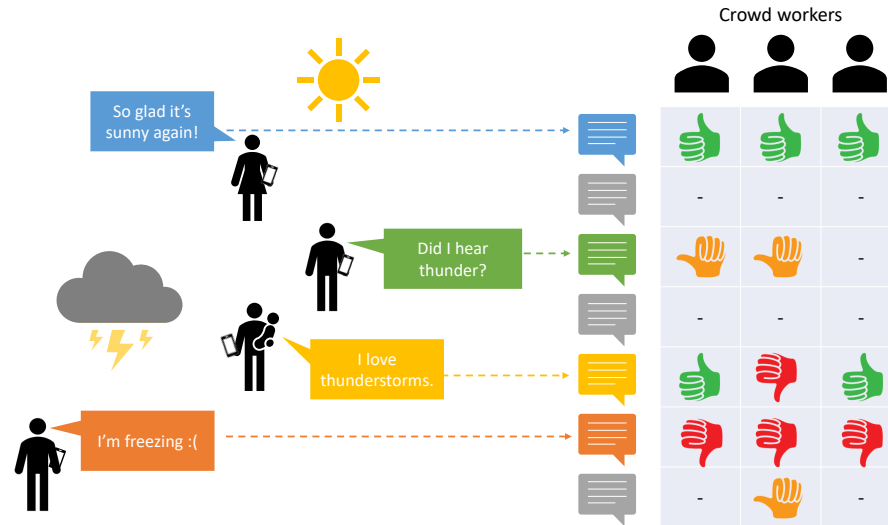 Crowd workers
So glad it's
sunny again!
- - -
Did I hear
thunder?
-
- - -
I love
thunderstorms.
I'm freezing :(
- -